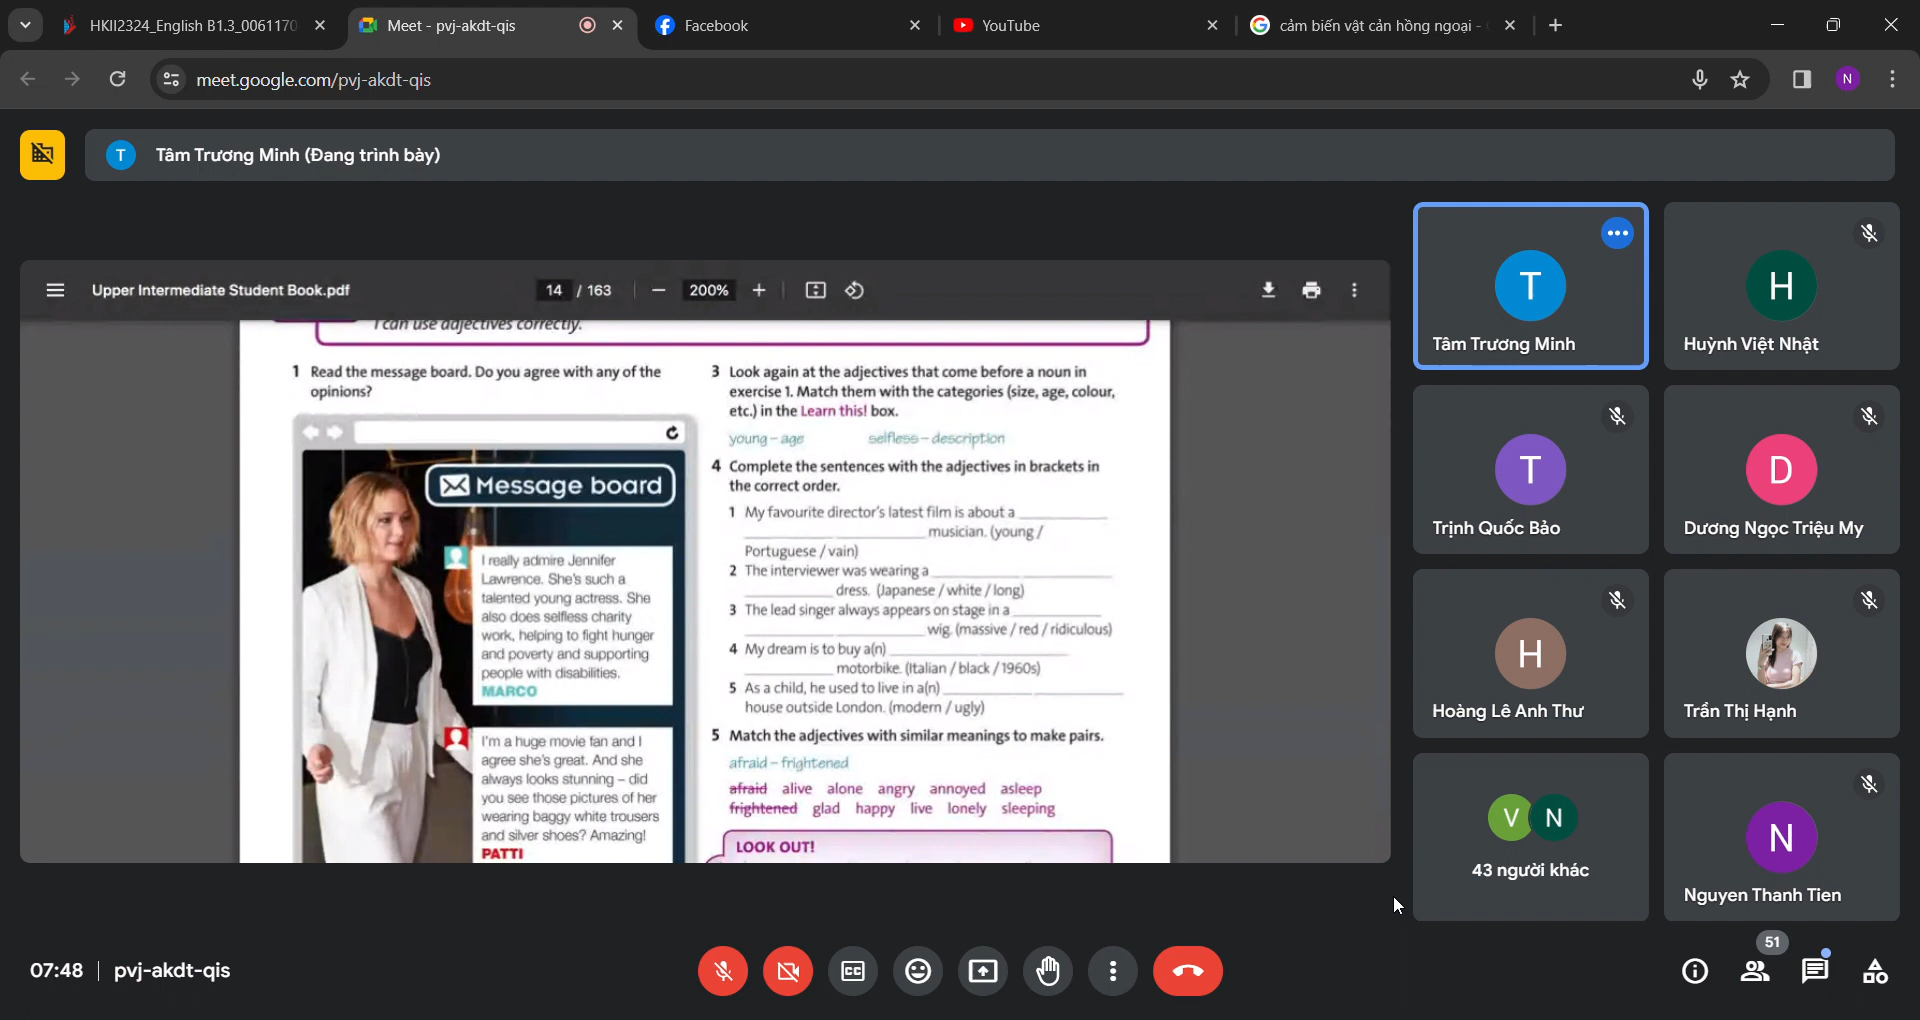 HKII2324_English B1.3_0061170
Meet - pvj-akdt-qis
Facebook
YouTube
cảm biến vật cản hồng ngoại -
meet.google.com/pvj-akdt-qis
N
T
Tâm Trương Minh (Đang trình bày)
Upper Intermediate Student Book.pdf
14 / 163
200%
I can use adjectives correctly.
1 Read the message board. Do you agree with any of the
opinions?
Message board
I really admire Jennifer
Lawrence. She's such a
talented young actress. She
also does selfless charity
work, helping to fight hunger
and poverty and supporting
people with disabilities.
MARCO
I'm a huge movie fan and I
agree she's great. And she
always looks stunning – did
you see those pictures of her
wearing baggy white trousers
and silver shoes? Amazing!
PATTI
3 Look again at the adjectives that come before a noun in
exercise 1. Match them with the categories (size, age, colour,
etc.) in the Learn this! box.
young – age selfless – description
4 Complete the sentences with the adjectives in brackets in
the correct order.
1 My favourite director's latest film is about a __________
__________ __________ musician. (young /
Portuguese / vain)
2 The interviewer was wearing a __________ __________
__________ dress. (Japanese / white / long)
3 The lead singer always appears on stage in a __________
__________ __________ wig. (massive / red / ridiculous)
4 My dream is to buy a(n) __________ __________
__________ motorbike. (Italian / black / 1960s)
5 As a child, he used to live in a(n) __________ __________
house outside London. (modern / ugly)
5 Match the adjectives with similar meanings to make pairs.
afraid – frightened
afraid alive alone angry annoyed asleep
frightened glad happy live lonely sleeping
LOOK OUT!
T
Tâm Trương Minh
H
Huỳnh Việt Nhật
T
Trịnh Quốc Bảo
D
Dương Ngọc Triệu My
H
Hoàng Lê Anh Thư
Trần Thị Hạnh
V N
43 người khác
N
Nguyen Thanh Tien
07:48 | pvj-akdt-qis
51